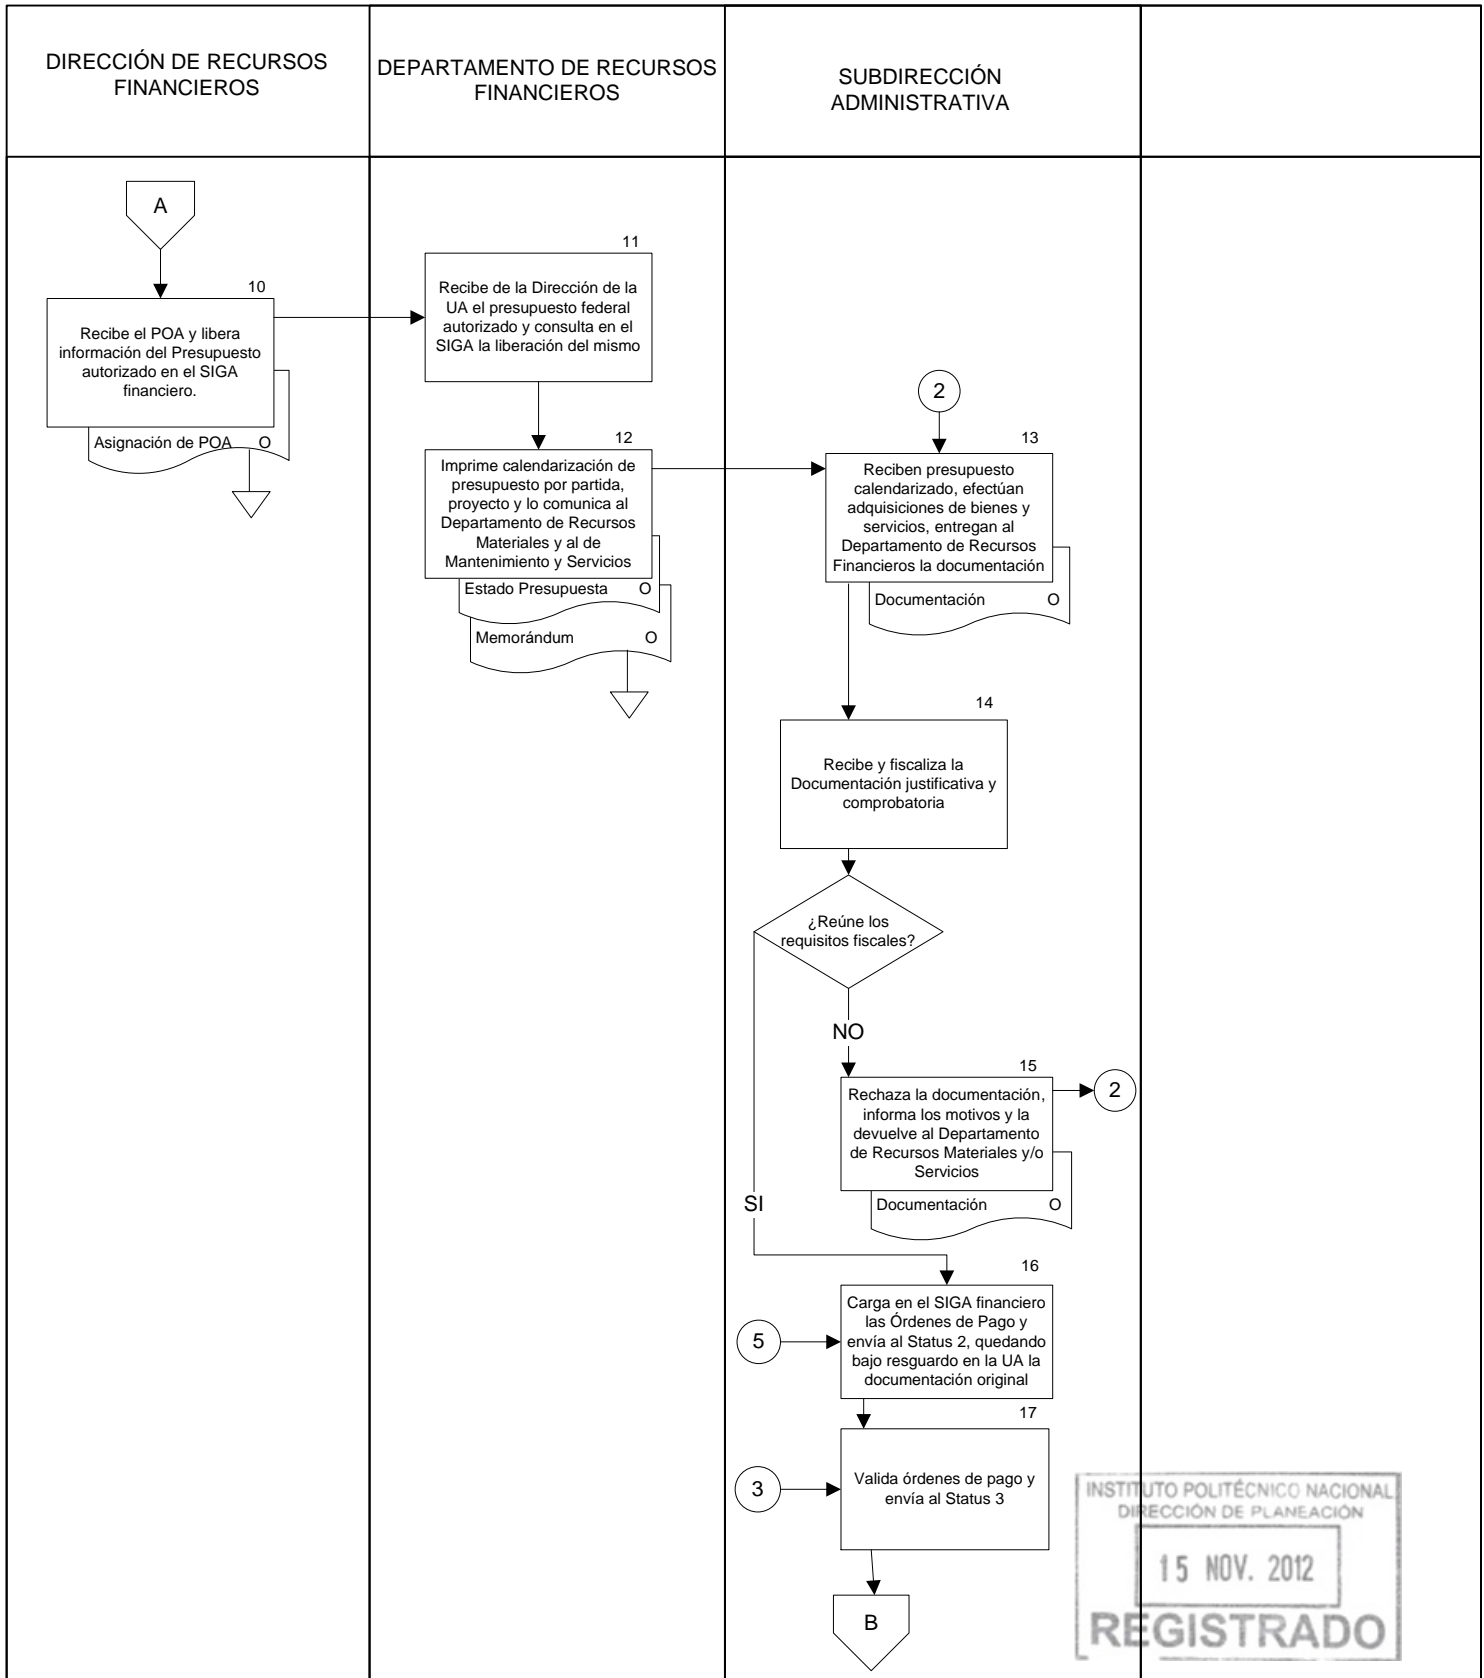 DIRECCIÓN DE RECURSOS
FINANCIEROS
DEPARTAMENTO DE RECURSOS
FINANCIEROS
SUBDIRECCIÓN
ADMINISTRATIVA
A
10
Recibe el POA y libera
información del Presupuesto
autorizado en el SIGA
financiero.
Asignación de POA O
11
Recibe de la Dirección de la
UA el presupuesto federal
autorizado y consulta en el
SIGA la liberación del mismo
12
Imprime calendarización de
presupuesto por partida,
proyecto y lo comunica al
Departamento de Recursos
Materiales y al de
Mantenimiento y Servicios
Estado Presupuesta O
Memorándum O
2
13
Reciben presupuesto
calendarizado, efectúan
adquisiciones de bienes y
servicios, entregan al
Departamento de Recursos
Financieros la documentación
Documentación O
14
Recibe y fiscaliza la
Documentación justificativa y
comprobatoria
¿Reúne los
requisitos fiscales?
NO
15
Rechaza la documentación,
informa los motivos y la
devuelve al Departamento
de Recursos Materiales y/o
Servicios
2
Documentación O
SI
16
Carga en el SIGA financiero
las Órdenes de Pago y
envía al Status 2, quedando
bajo resguardo en la UA la
documentación original
5
17
Valida órdenes de pago y
envía al Status 3
3
B
INSTITUTO POLITÉCNICO NACIONAL
DIRECCIÓN DE PLANEACIÓN
15 NOV. 2012
REGISTRADO